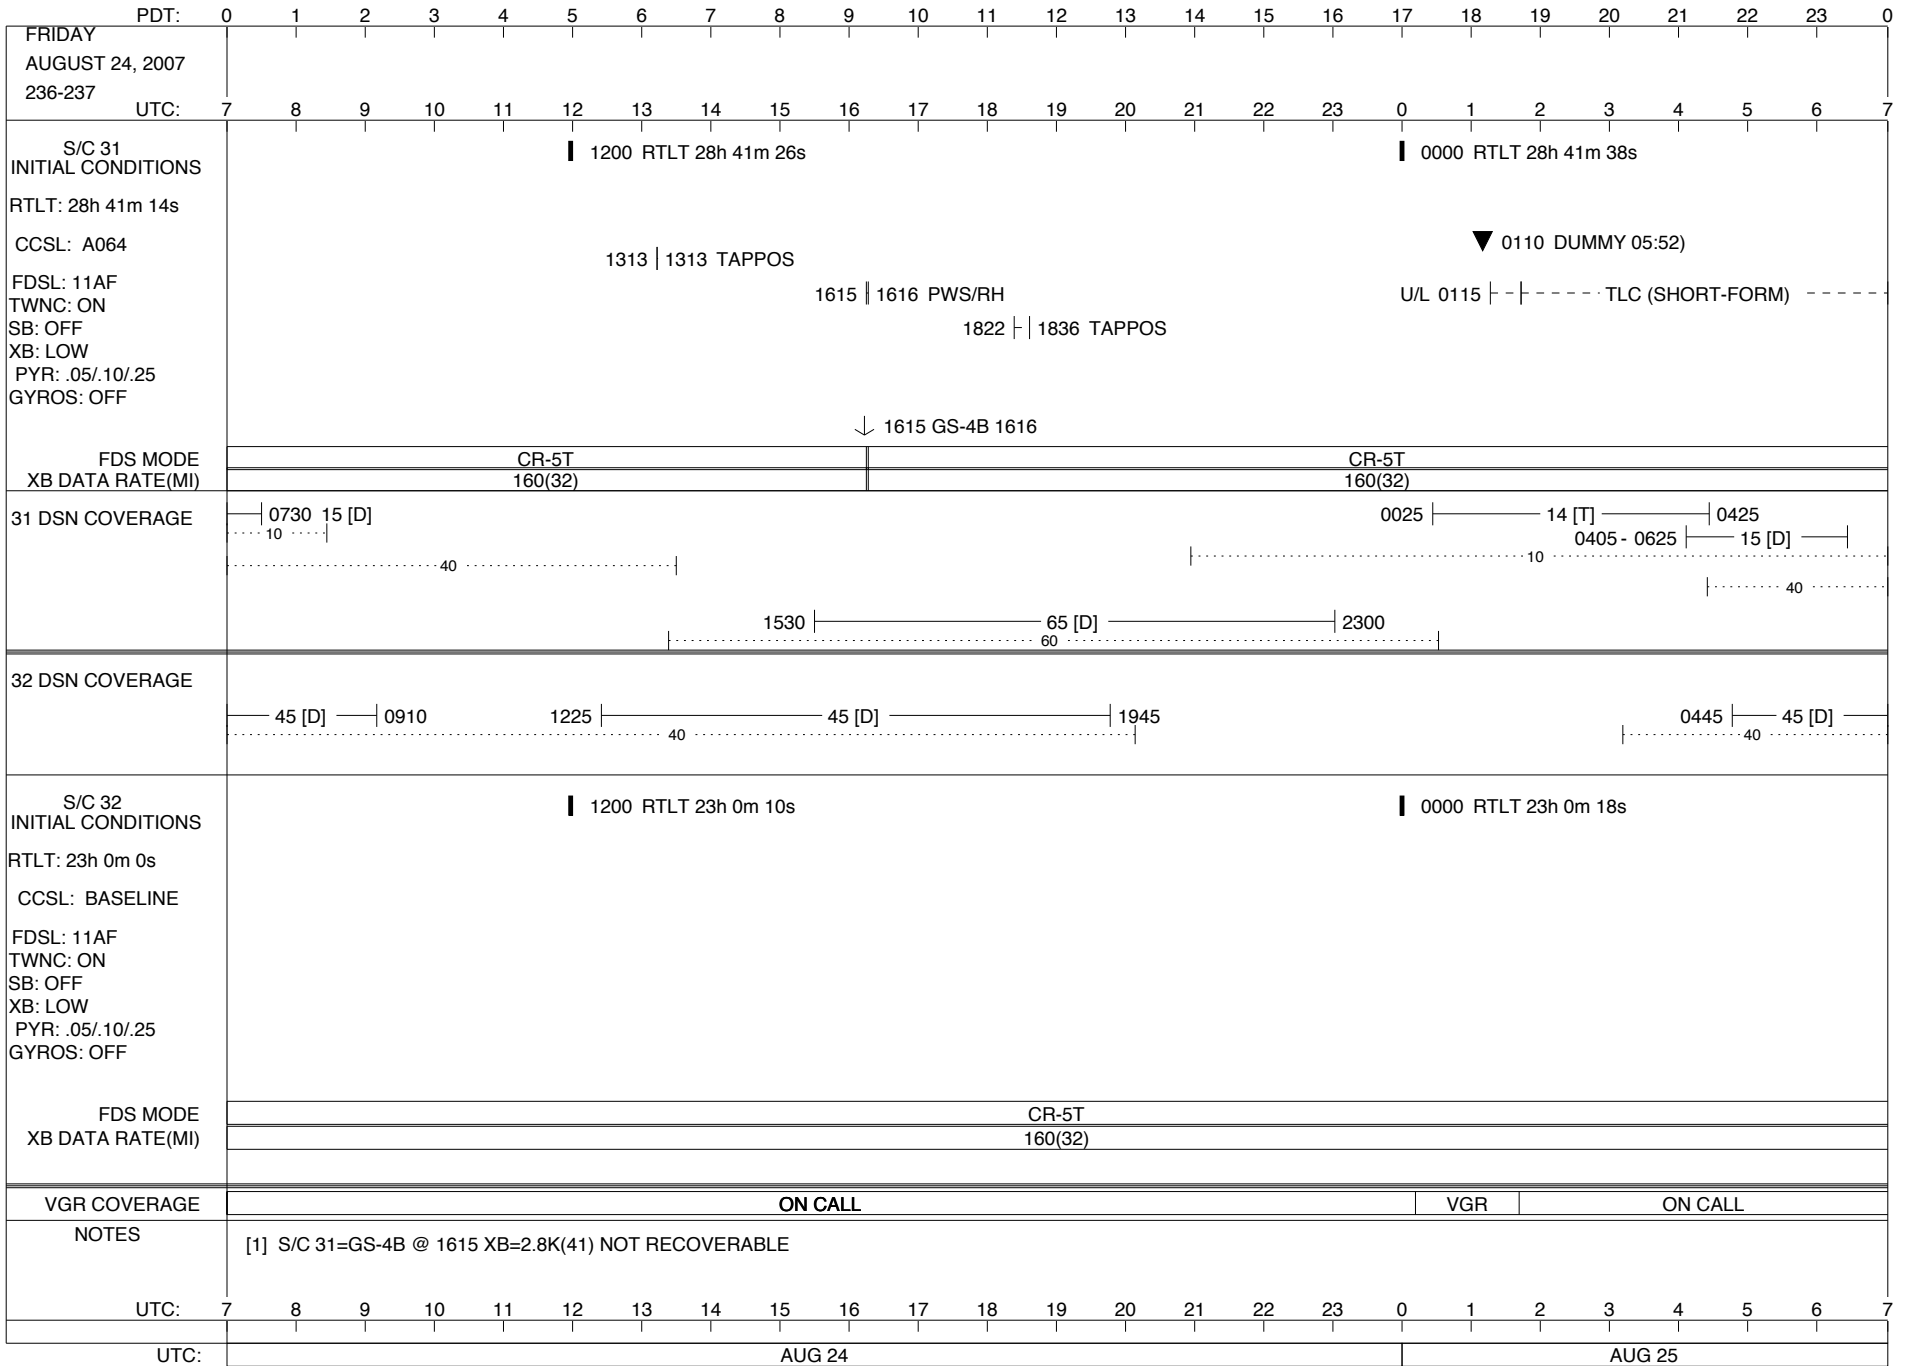 PDT: 0 1 2 3 4 5 6 7 8 9 10 11 12 13 14 15 16 17 18 19 20 21 22 23 0
FRIDAY
AUGUST 24, 2007
236-237
UTC: 7 8 9 10 11 12 13 14 15 16 17 18 19 20 21 22 23 0 1 2 3 4 5 6 7
S/C 31
INITIAL CONDITIONS
1200 RTLT 28h 41m 26s
0000 RTLT 28h 41m 38s
RTLT: 28h 41m 14s
CCSL: A064
0110 DUMMY 05:52)
1313 1313 TAPPOS
FDSL: 11AF
1615 1616 PWS/RH
U/L 0115 TLC (SHORT-FORM)
TWNC: ON
SB: OFF
1822 1836 TAPPOS
XB: LOW
PYR: .05/.10/.25
GYROS: OFF
1615 GS-4B 1616
FDS MODE CR-5T CR-5T
XB DATA RATE(MI) 160(32) 160(32)
31 DSN COVERAGE
0730 15 [D]
0025 14 [T] 0425
10
0405 - 0625 15 [D]
10
40
40
1530 65 [D] 2300
60
32 DSN COVERAGE
45 [D] 0910 1225 45 [D] 1945 0445 45 [D]
40 40
S/C 32
INITIAL CONDITIONS
1200 RTLT 23h 0m 10s
0000 RTLT 23h 0m 18s
RTLT: 23h 0m 0s
CCSL: BASELINE
FDSL: 11AF
TWNC: ON
SB: OFF
XB: LOW
PYR: .05/.10/.25
GYROS: OFF
FDS MODE CR-5T
XB DATA RATE(MI) 160(32)
VGR COVERAGE ON CALL VGR ON CALL
NOTES
[1] S/C 31=GS-4B @ 1615 XB=2.8K(41) NOT RECOVERABLE
UTC: 7 8 9 10 11 12 13 14 15 16 17 18 19 20 21 22 23 0 1 2 3 4 5 6 7
UTC: AUG 24 AUG 25